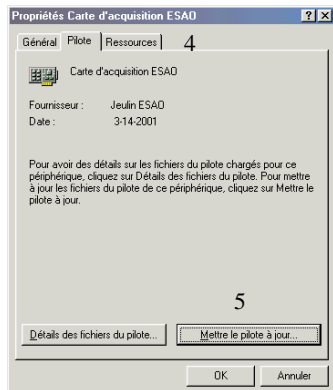 Propriétés Carte d'acquisition ESAO
Général Pilote Ressources 4
Carte d'acquisition ESAO
Fournisseur : Jeulin ESAO
Date : 3-14-2001
Pour avoir des détails sur les fichiers du pilote chargés pour ce
périphérique, cliquez sur Détails des fichiers du pilote. Pour mettre
à jour les fichiers du pilote de ce périphérique, cliquez sur Mettre le
pilote à jour.
5
Détails des fichiers du pilote... Mettre le pilote à jour...
OK Annuler